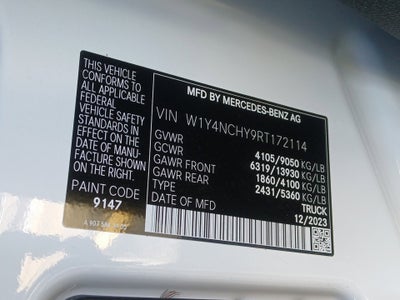 THIS VEHICLE
CONFORMS TO
ALL APPLICABLE
FEDERAL
VEHICLE SAFETY
STANDARDS IN
EFFECT ON THE
DATE OF MANU-
FACTURE SHOWN
ON THE RIGHT.
PAINT CODE
9147
MFD BY MERCEDES-BENZ AG
VIN W1Y4NCHY9RT172114
GVWR 4105/9050 KG/LB
GCWR 6319/13930 KG/LB
GAWR FRONT 1860/4100 KG/LB
GAWR REAR 2431/5360 KG/LB
TYPE TRUCK
DATE OF MFD 12/2023
A 907